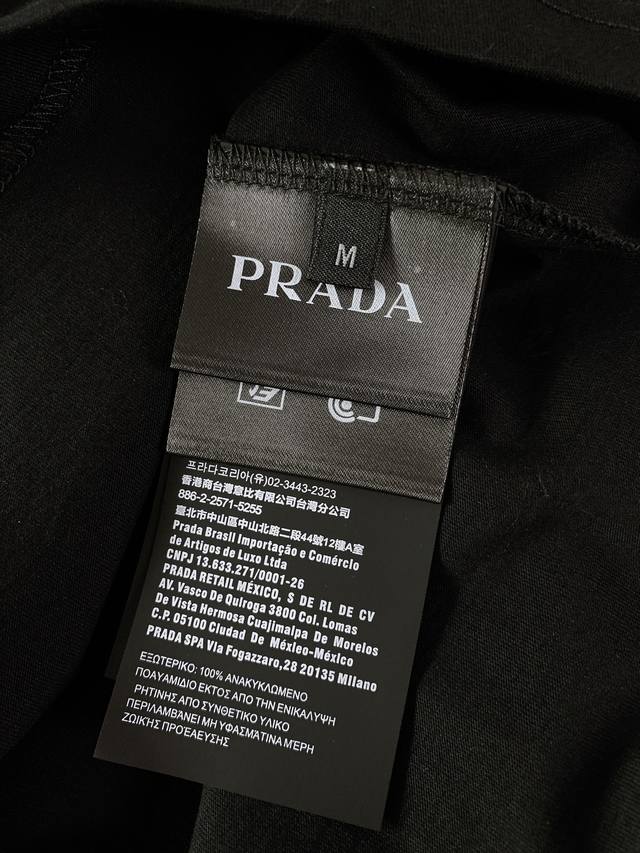 M
PRADA
프라다코리아(유)02-3443-2323
香港商台灣意比有限公司台灣分公司
886-2-2571-5255
臺北市中山區中山北路二段44號12樓A室
Prada Brasil Importação e Comércio
de Artigos de Luxo Ltda
CNPJ 13.633.271/0001-26
PRADA RETAIL MÉXICO, S DE RL DE CV
AV. Vasco De Quiroga 3800 Col. Lomas
De Vista Hermosa Cuajimalpa De Morelos
C.P. 05100 Ciudad De Méxleo-México
PRADA SPA Via Fogazzaro,28 20135 Milano
ΕΞΩΤΕΡΙΚΟ: 100% ΑΝΑΚΥΚΛΩΜΕΝΟ
ΠΟΑΥΑΜΙΔΙΟ ΕΚΤΟΣ ΑΠΟ ΤΗΝ ΕΠΙΚΑΛΙΨΗ
ΡΗΤΙΝΗΣ ΑΠΟ ΣΥΝΘΕΤΙΚΟ ΥΛΙΚΟ
ΠΕΡΙΛΑΜΒΑΝΕΙ ΜΗ ΥΦΑΣΜΑΤΙΝΑ ΜΕΡΗ
ΖΩΙΚΗΣ ΠΡΟΈΛΕΥΣΗΣ